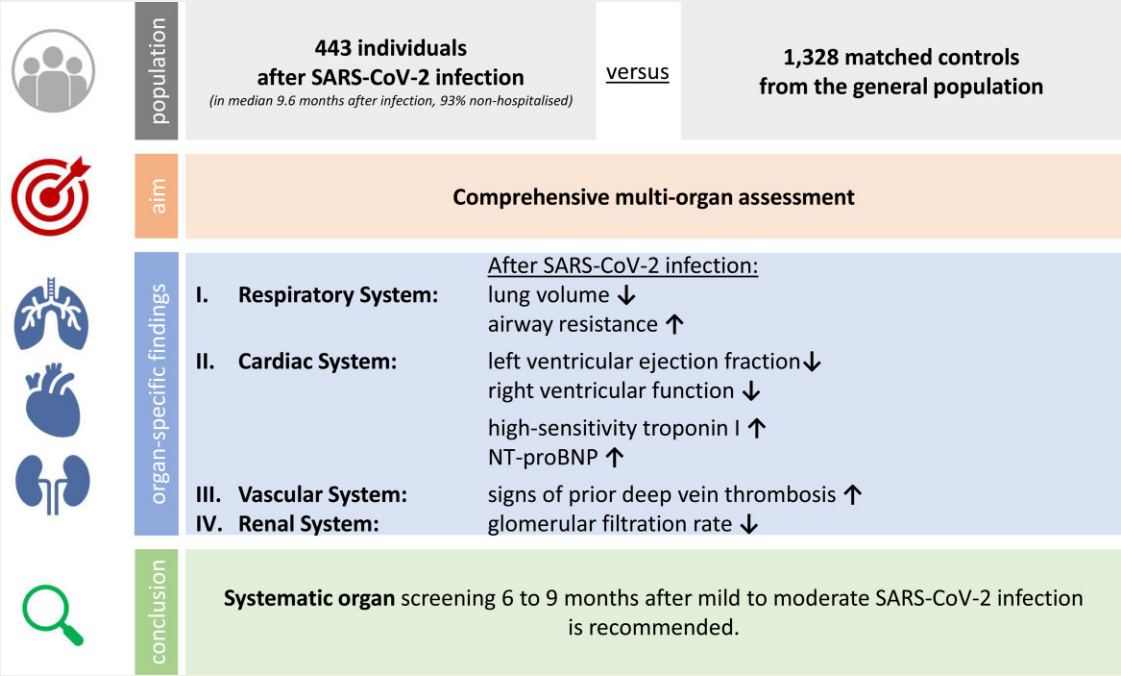 population
443 individuals
after SARS-CoV-2 infection
(in median 9.6 months after infection, 93% non-hospitalised)
versus
1,328 matched controls
from the general population
aim
Comprehensive multi-organ assessment
organ-specific findings
After SARS-CoV-2 infection:
I. Respiratory System: lung volume ↓
airway resistance ↑
II. Cardiac System: left ventricular ejection fraction↓
right ventricular function ↓
high-sensitivity troponin I ↑
NT-proBNP ↑
III. Vascular System: signs of prior deep vein thrombosis ↑
IV. Renal System: glomerular filtration rate ↓
conclusion
Systematic organ screening 6 to 9 months after mild to moderate SARS-CoV-2 infection
is recommended.